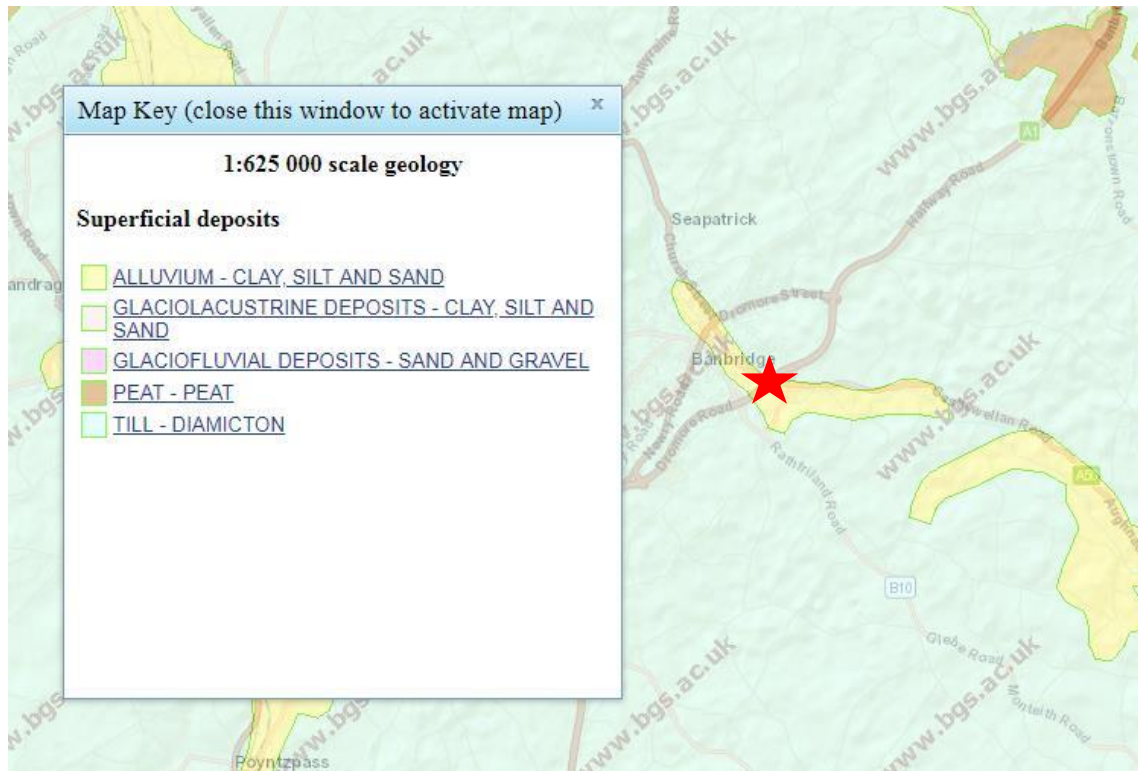 Map Key (close this window to activate map) x
1:625 000 scale geology
Superficial deposits
ALLUVIUM - CLAY, SILT AND SAND
GLACIOLACUSTRINE DEPOSITS - CLAY, SILT AND
SAND
GLACIOFLUVIAL DEPOSITS - SAND AND GRAVEL
PEAT - PEAT
TILL - DIAMICTON
www.bgs.ac.uk
A1
Halfway Road
Seapatrick
Dromore Street
Banbridge
Newry Road
Dromore Road
Castlewellan Road
Rathfriland Road
B10
Glebe Road
Monteith Road
Poyntzpass